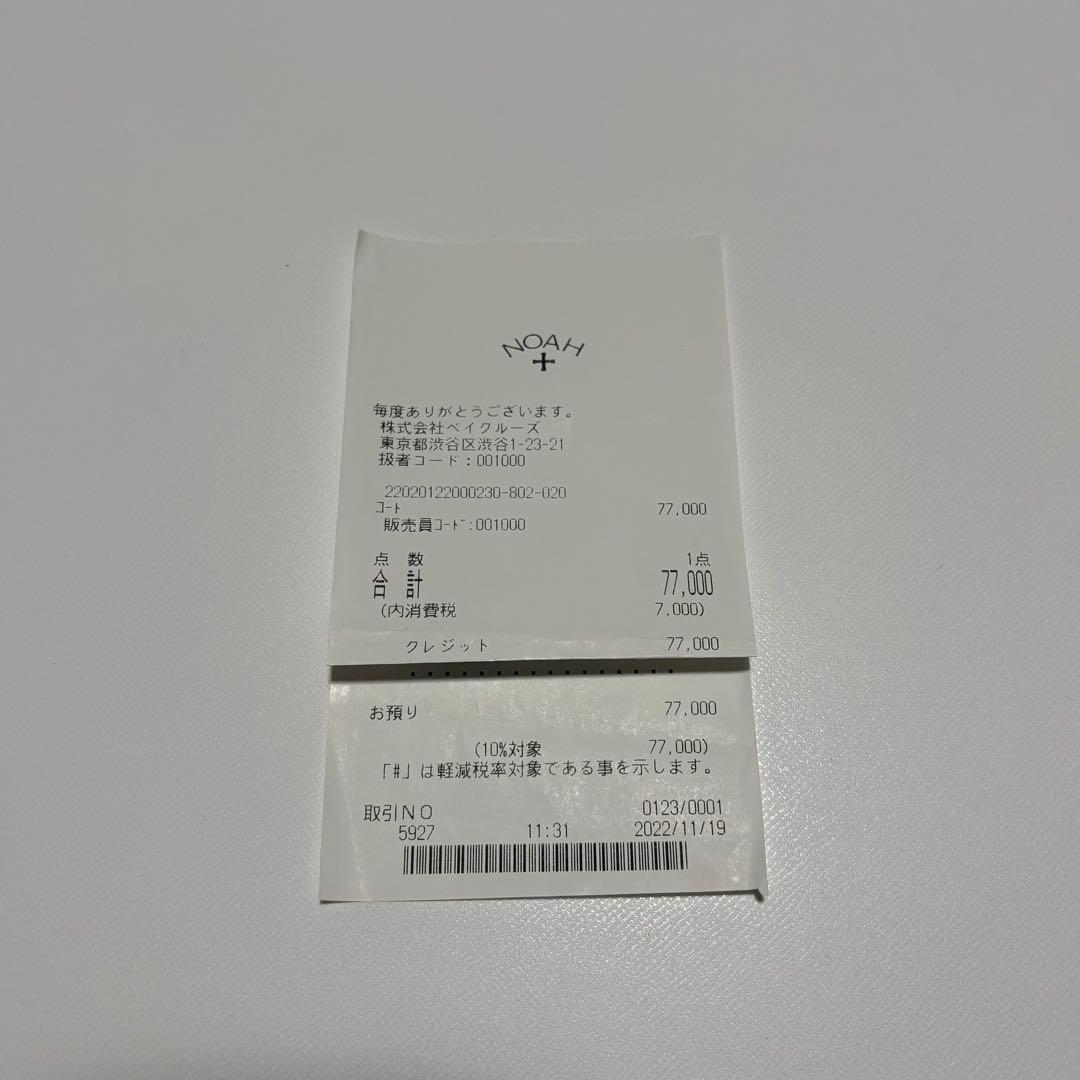 NOAH
毎度ありがとうございます。
株式会社ベイクルーズ
東京都渋谷区渋谷1-23-21
扱者コード:001000
22020122000230-802-020
コート 77,000
販売員コード:001000
点 数 1点
合 計 77,000
(内消費税 7,000)
クレジット 77,000
お預り 77,000
(10%対象 77,000)
「#」は軽減税率対象である事を示します。
取引NO 0123/0001
5927 11:31 2022/11/19